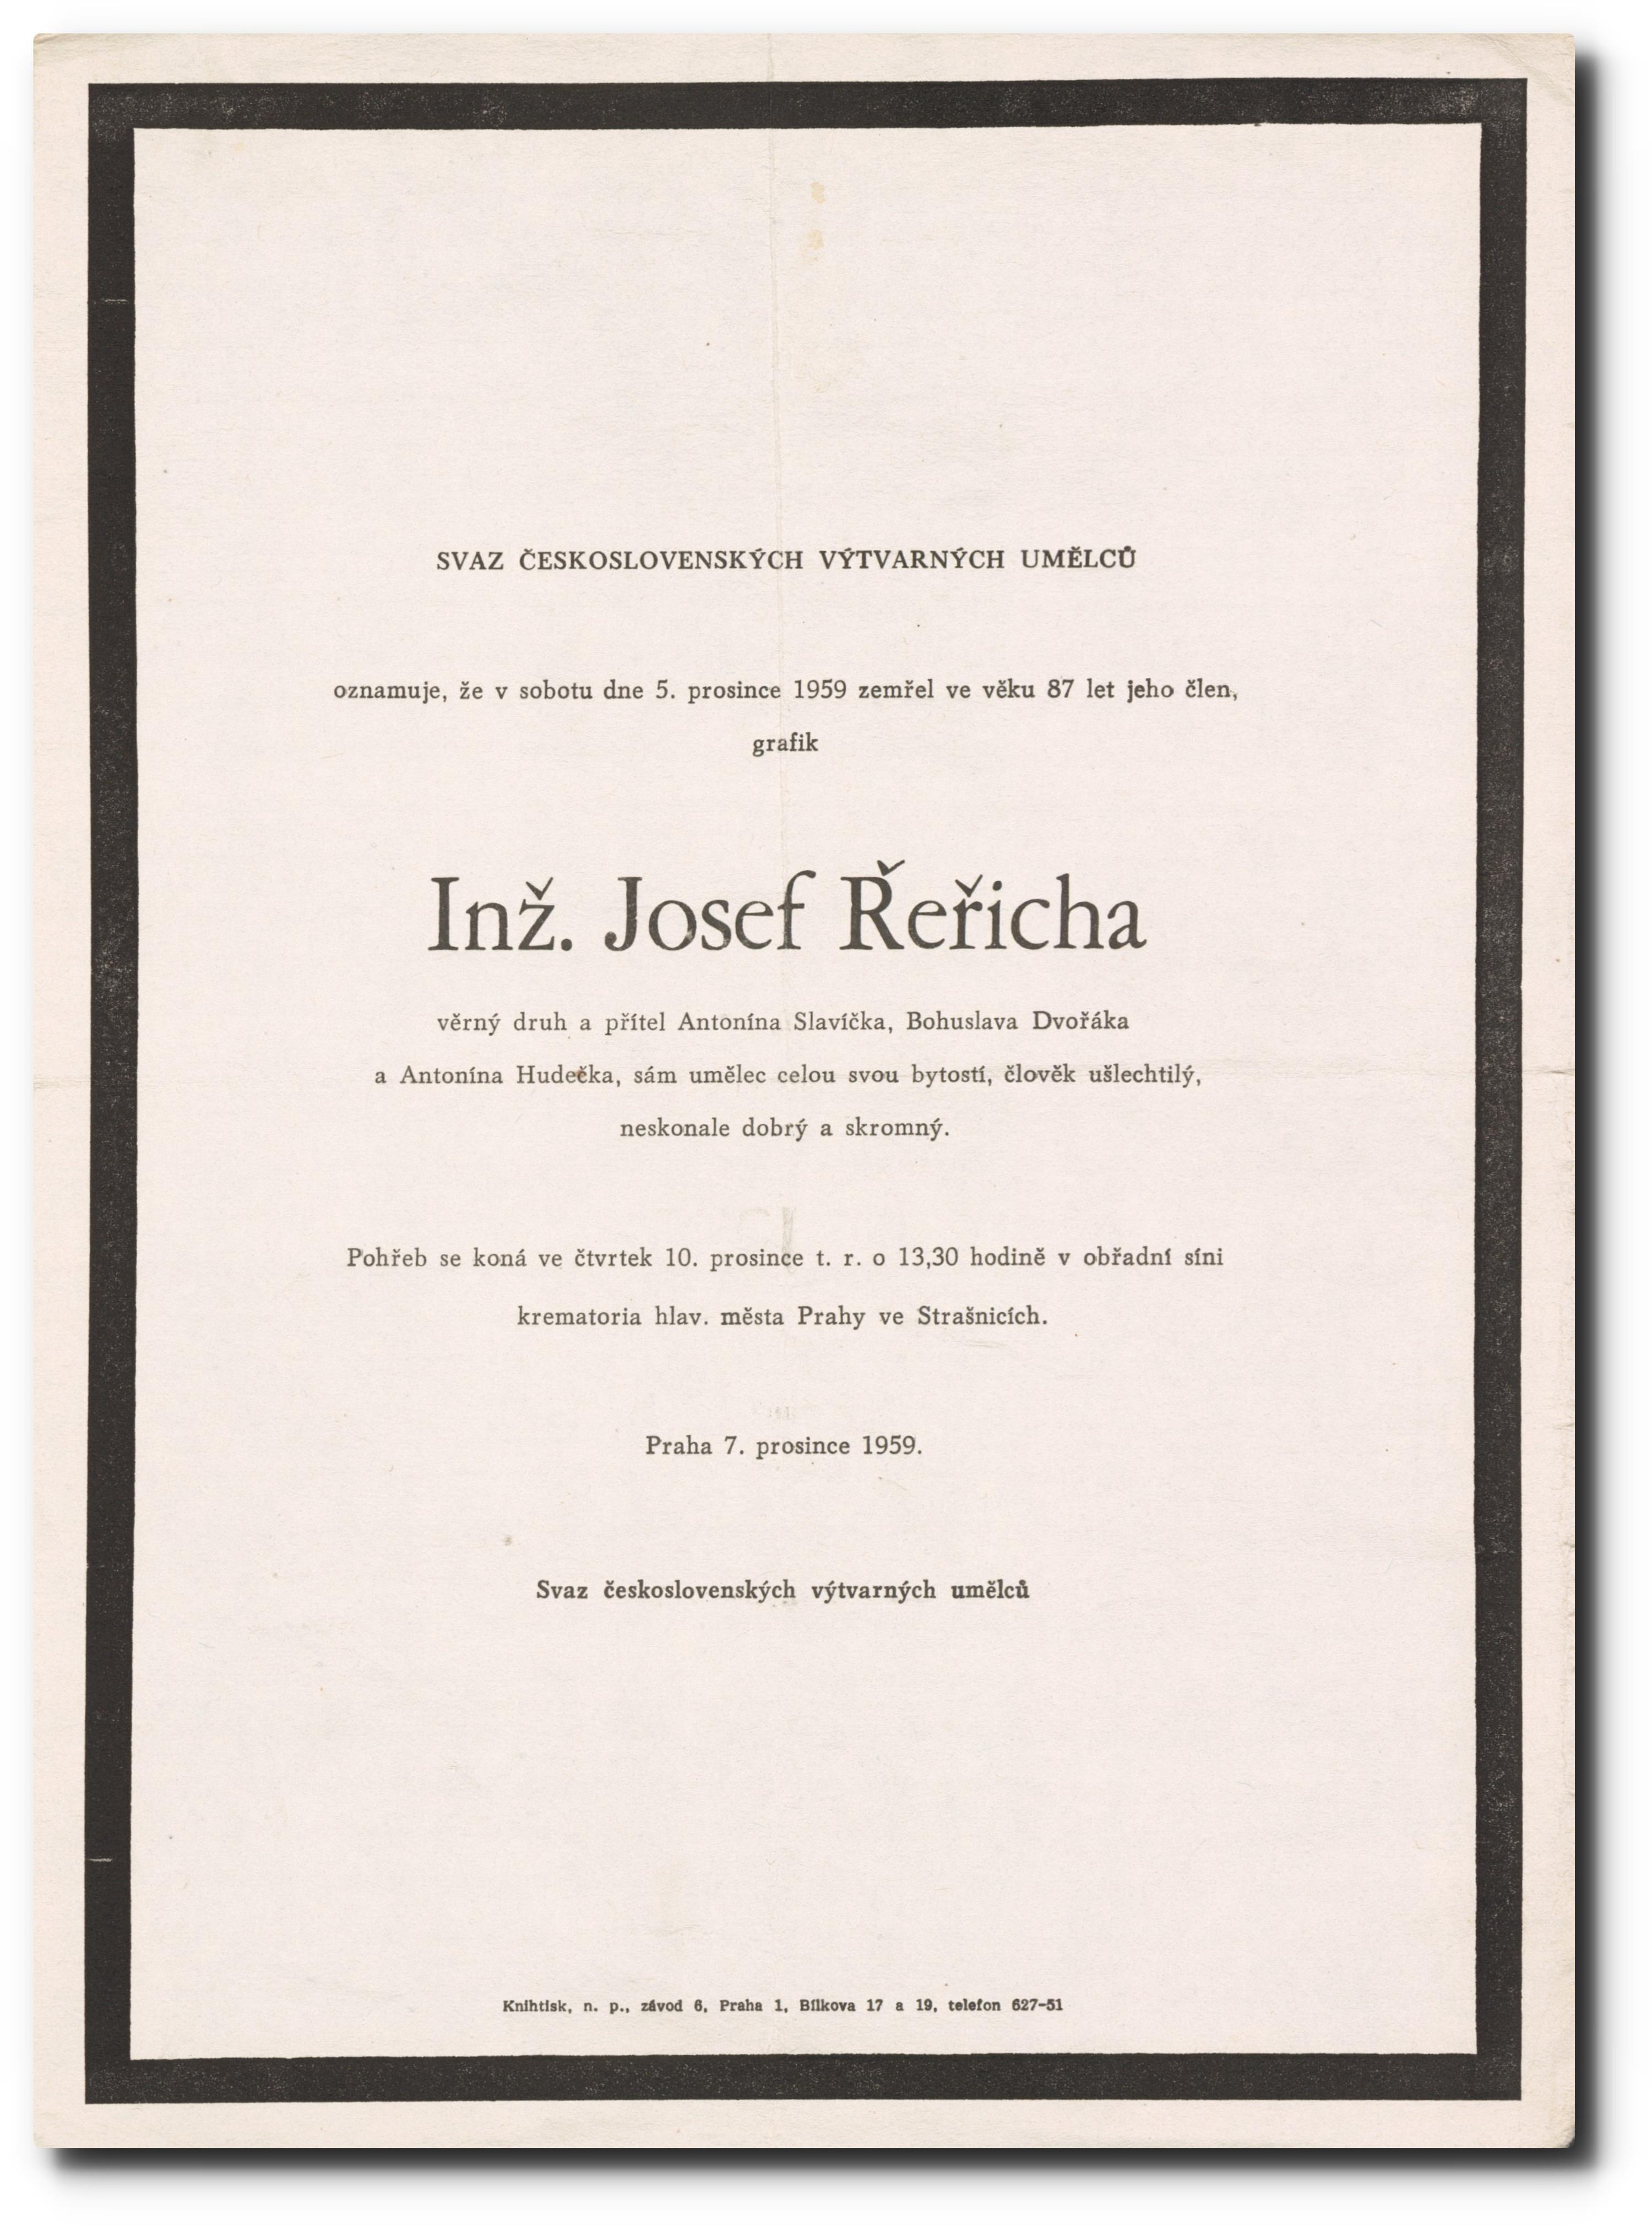 SVAZ ČESKOSLOVENSKÝCH VÝTVARNÝCH UMĚLCŮ
oznamuje, že v sobotu dne 5. prosince 1959 zemřel ve věku 87 let jeho člen,
grafik
Inž. Josef Řeřicha
věrný druh a přítel Antonína Slavíčka, Bohuslava Dvořáka
a Antonína Hudečka, sám umělec celou svou bytostí, člověk ušlechtilý,
neskonale dobrý a skromný.
Pohřeb se koná ve čtvrtek 10. prosince t. r. o 13,30 hodině v obřadní síni
krematoria hlav. města Prahy ve Strašnicích.
Praha 7. prosince 1959.
Svaz československých výtvarných umělců
Knihtisk, n. p., závod 6, Praha 1, Bílkova 17 a 19, telefon 627-51